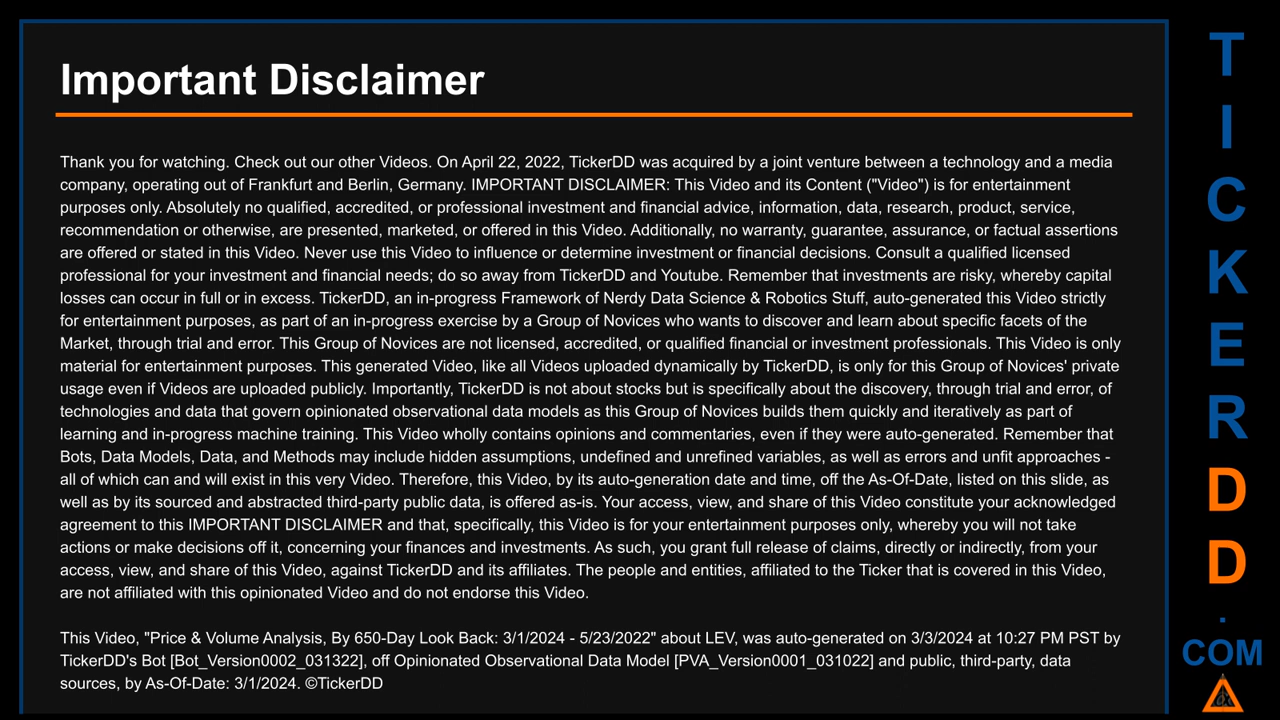 Important Disclaimer
Thank you for watching. Check out our other Videos. On April 22, 2022, TickerDD was acquired by a joint venture between a technology and a media
company, operating out of Frankfurt and Berlin, Germany. IMPORTANT DISCLAIMER: This Video and its Content ("Video") is for entertainment
purposes only. Absolutely no qualified, accredited, or professional investment and financial advice, information, data, research, product, service,
recommendation or otherwise, are presented, marketed, or offered in this Video. Additionally, no warranty, guarantee, assurance, or factual assertions
are offered or stated in this Video. Never use this Video to influence or determine investment or financial decisions. Consult a qualified licensed
professional for your investment and financial needs; do so away from TickerDD and Youtube. Remember that investments are risky, whereby capital
losses can occur in full or in excess. TickerDD, an in-progress Framework of Nerdy Data Science & Robotics Stuff, auto-generated this Video strictly
for entertainment purposes, as part of an in-progress exercise by a Group of Novices who wants to discover and learn about specific facets of the
Market, through trial and error. This Group of Novices are not licensed, accredited, or qualified financial or investment professionals. This Video is only
material for entertainment purposes. This generated Video, like all Videos uploaded dynamically by TickerDD, is only for this Group of Novices' private
usage even if Videos are uploaded publicly. Importantly, TickerDD is not about stocks but is specifically about the discovery, through trial and error, of
technologies and data that govern opinionated observational data models as this Group of Novices builds them quickly and iteratively as part of
learning and in-progress machine training. This Video wholly contains opinions and commentaries, even if they were auto-generated. Remember that
Bots, Data Models, Data, and Methods may include hidden assumptions, undefined and unrefined variables, as well as errors and unfit approaches -
all of which can and will exist in this very Video. Therefore, this Video, by its auto-generation date and time, off the As-Of-Date, listed on this slide, as
well as by its sourced and abstracted third-party public data, is offered as-is. Your access, view, and share of this Video constitute your acknowledged
agreement to this IMPORTANT DISCLAIMER and that, specifically, this Video is for your entertainment purposes only, whereby you will not take
actions or make decisions off it, concerning your finances and investments. As such, you grant full release of claims, directly or indirectly, from your
access, view, and share of this Video, against TickerDD and its affiliates. The people and entities, affiliated to the Ticker that is covered in this Video,
are not affiliated with this opinionated Video and do not endorse this Video.
This Video, "Price & Volume Analysis, By 650-Day Look Back: 3/1/2024 - 5/23/2022" about LEV, was auto-generated on 3/3/2024 at 10:27 PM PST by
TickerDD's Bot [Bot_Version0002_031322], off Opinionated Observational Data Model [PVA_Version0001_031022] and public, third-party, data
sources, by As-Of-Date: 3/1/2024. ©TickerDD
T
I
C
K
E
R
D
D
.
COM